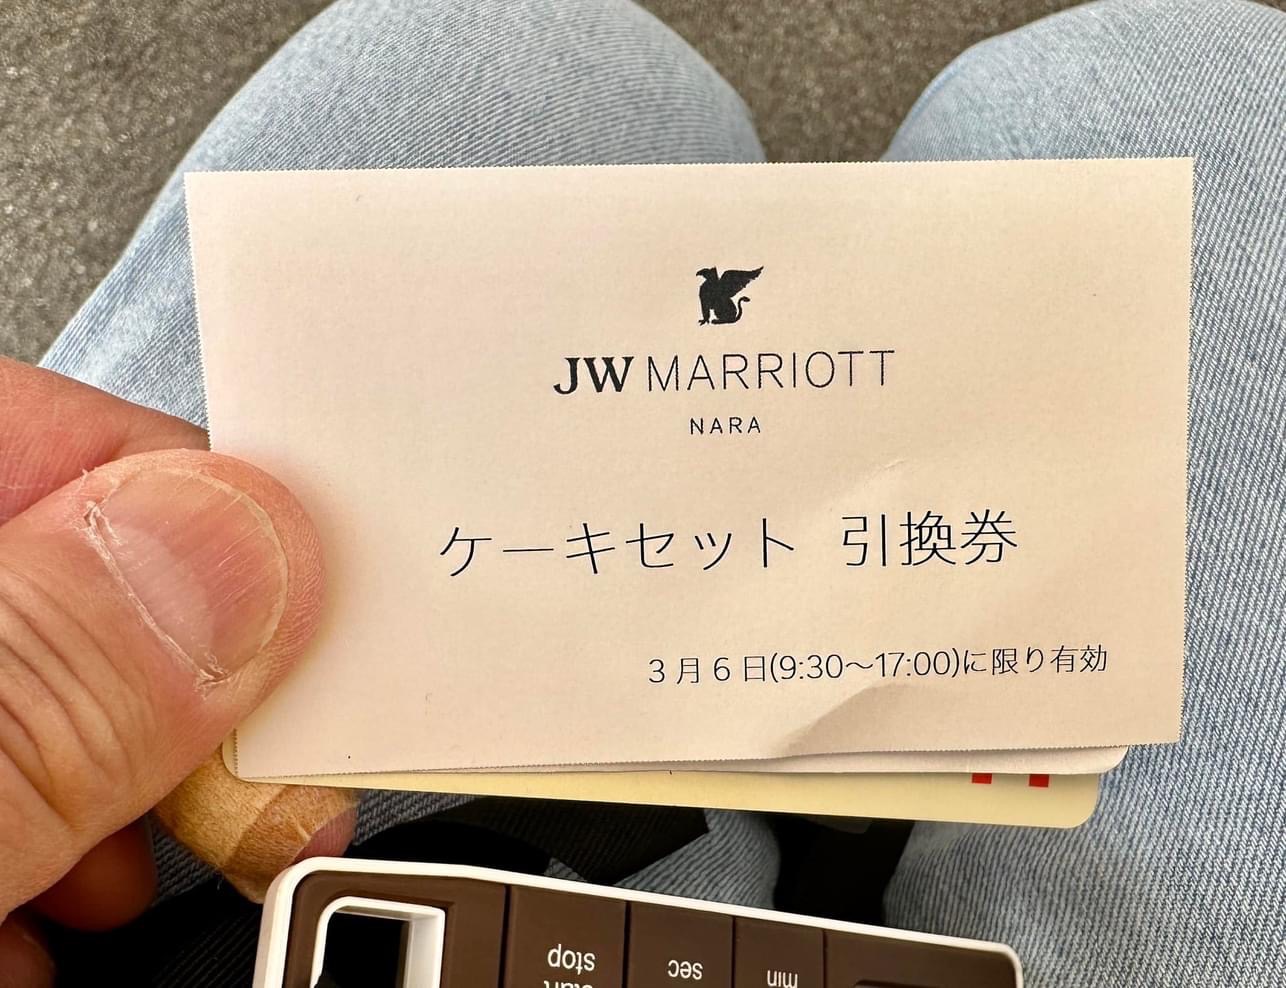 JW MARRIOTT
NARA
ケーキセット 引換券
3月6日(9:30〜17:00)に限り有効
stop
sec
min